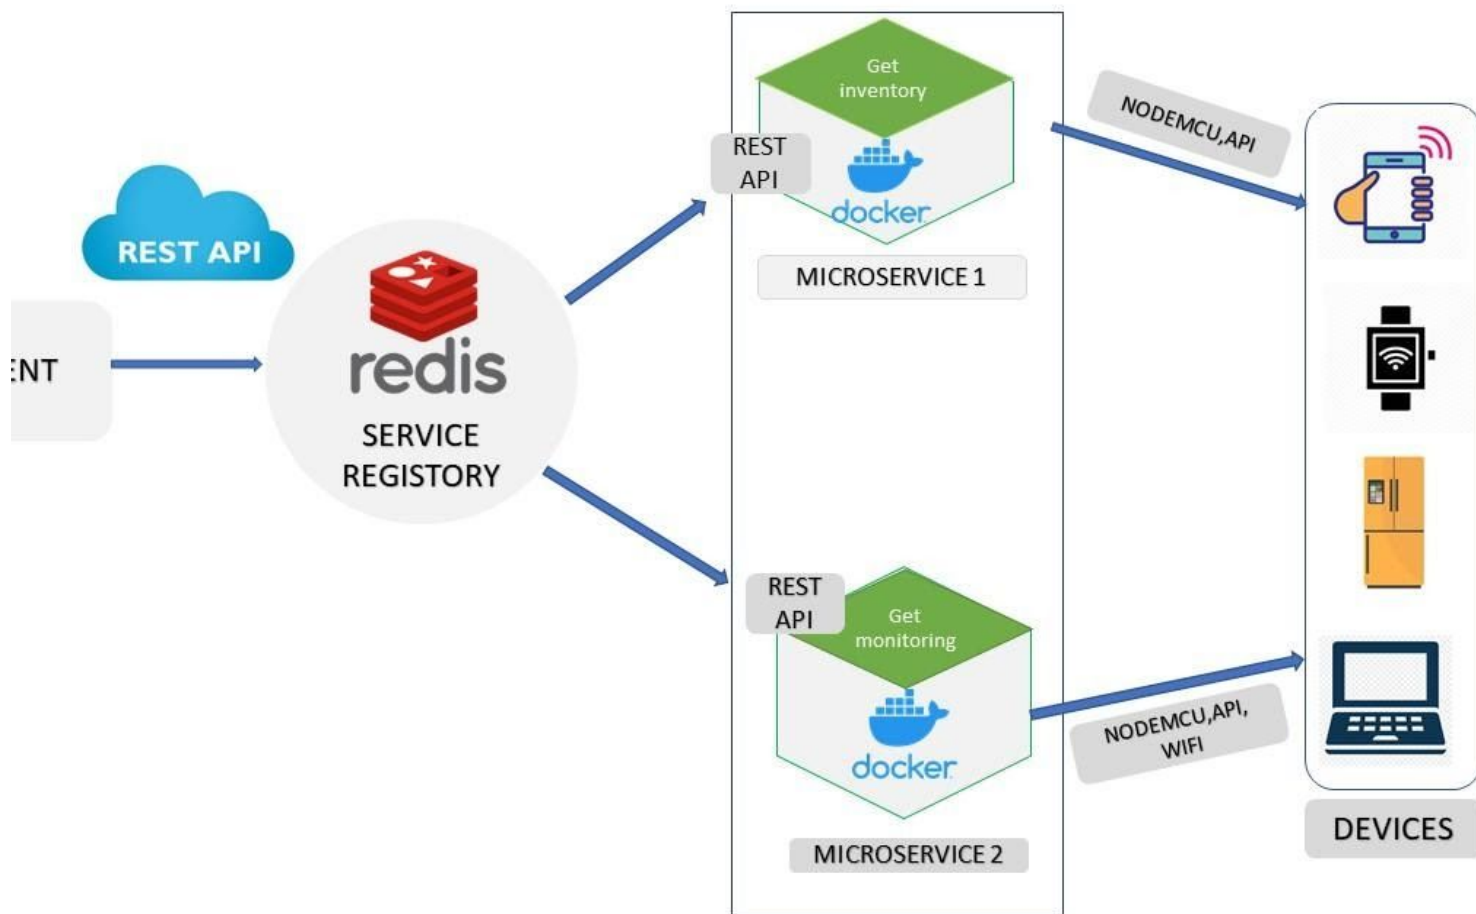 REST API
ENT
redis
SERVICE
REGISTORY
Get
inventory
REST
API
docker
MICROSERVICE 1
REST
API
Get
monitoring
docker
MICROSERVICE 2
NODEMCU,API
NODEMCU,API,
WIFI
DEVICES